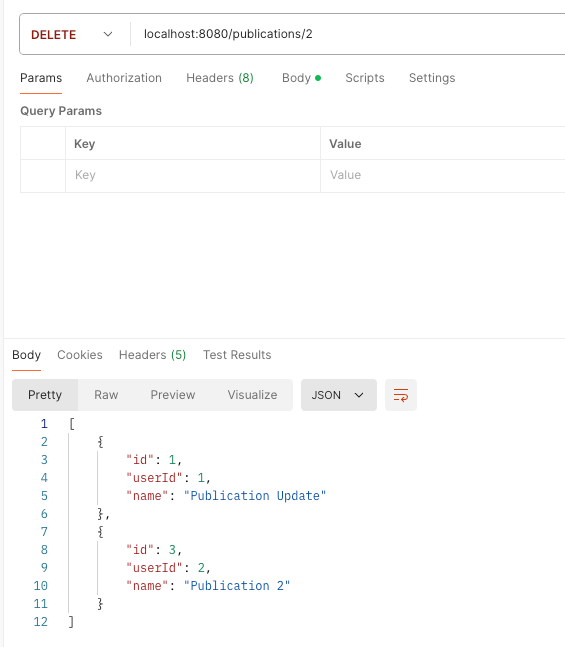 DELETE localhost:8080/publications/2
Params Authorization Headers (8) Body Scripts Settings
Query Params
Key Value
Key Value
Body Cookies Headers (5) Test Results
Pretty Raw Preview Visualize JSON
1 [
2 {
3 "id": 1,
4 "userId": 1,
5 "name": "Publication Update"
6 },
7 {
8 "id": 3,
9 "userId": 2,
10 "name": "Publication 2"
11 }
12 ]